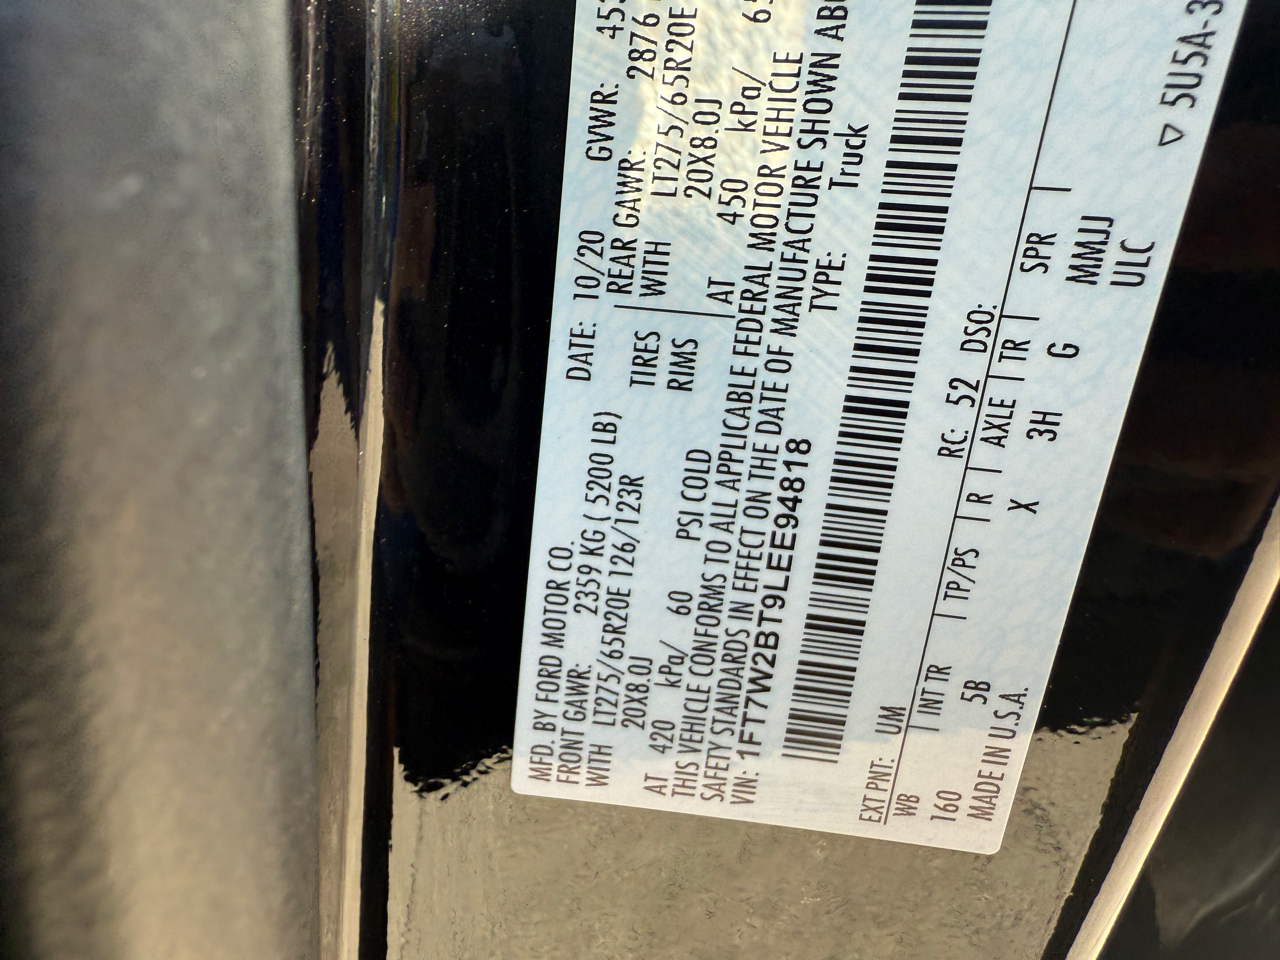 MFD. BY FORD MOTOR CO.
DATE: 10/20
GVWR:
FRONT GAWR: 2359 KG ( 5200 LB)
REAR GAWR: 2876
WITH LT275/65R20E 126/123R
TIRES
WITH LT275/65R20E
20X8.0J
RIMS
20X8.0J
AT 420 kPa/ 60 PSI COLD
AT 450 kPa/
THIS VEHICLE CONFORMS TO ALL APPLICABLE FEDERAL MOTOR VEHICLE
SAFETY STANDARDS IN EFFECT ON THE DATE OF MANUFACTURE SHOWN
VIN: 1FT7W2BT9LEE94818
TYPE: Truck
EXT PNT: UM
RC: 52 DSO:
WB INT TR TP/PS R AXLE TR SPR
160 5B X 3H G MMJJ
MADE IN U.S.A.
ULC
▽ 5U5A-3